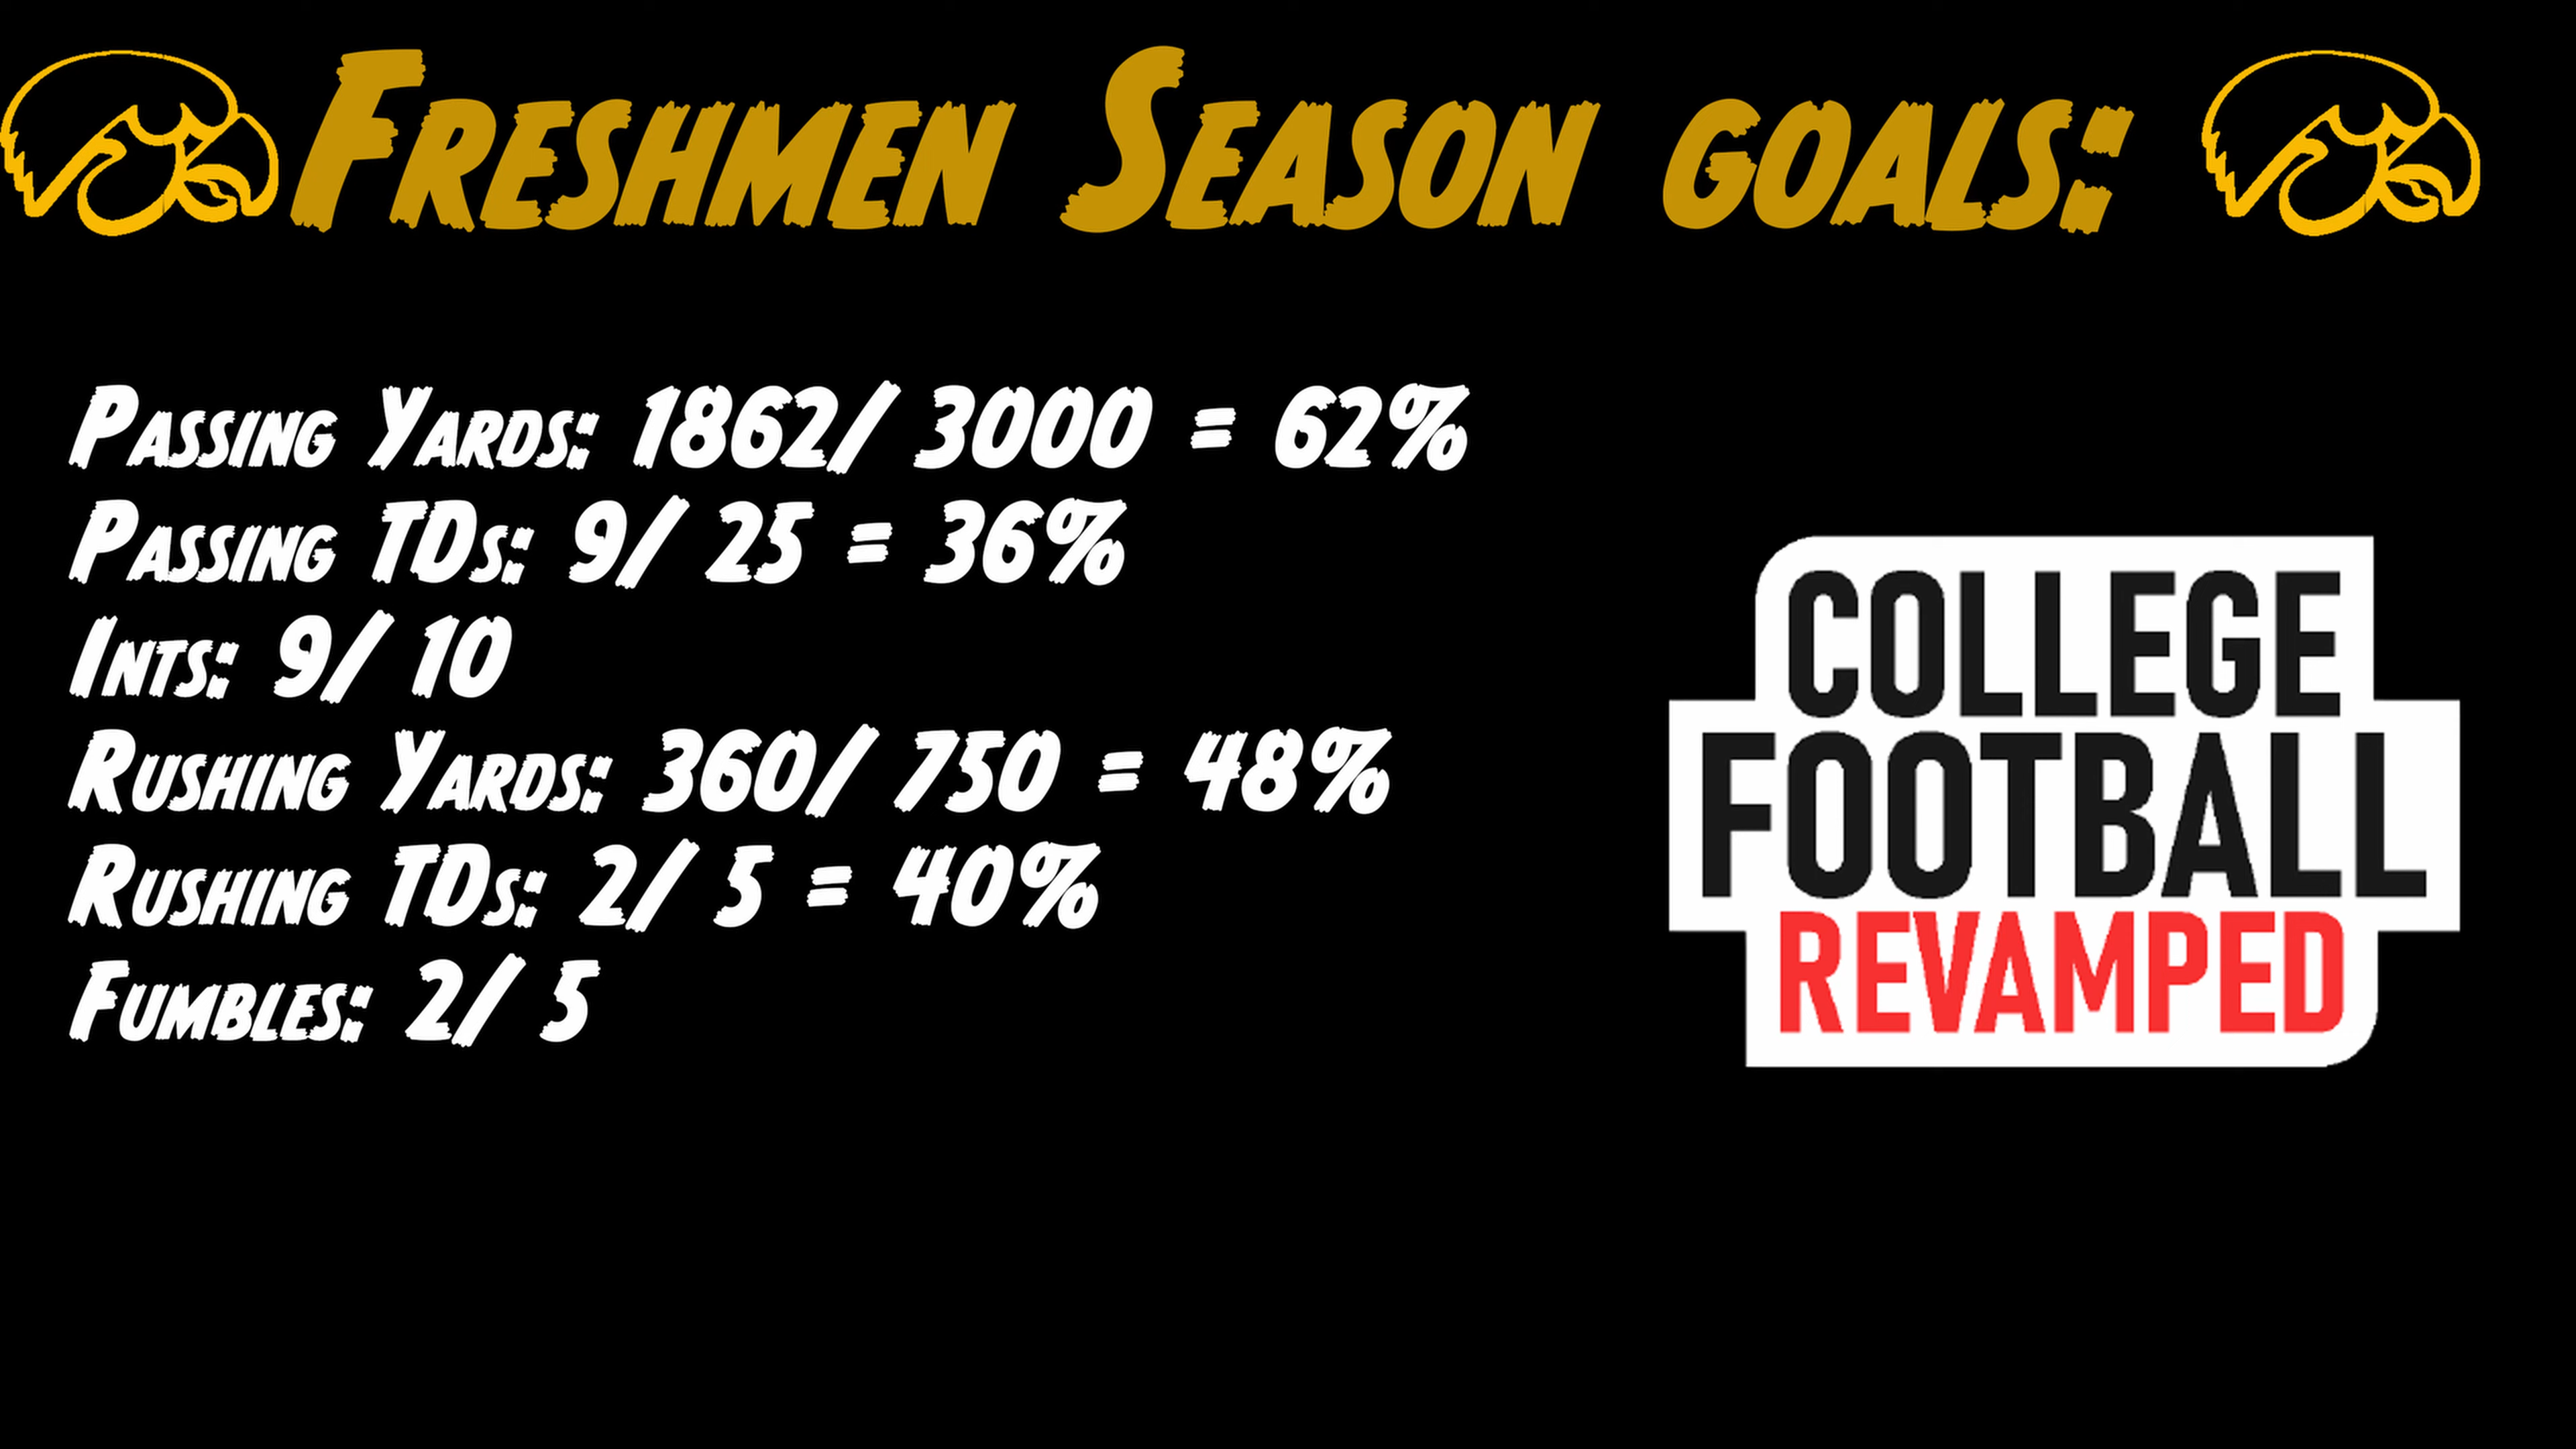 Freshmen Season goals:
Passing Yards: 1862/ 3000 = 62%
Passing TDs: 9/ 25 = 36%
Ints: 9/ 10
Rushing Yards: 360/ 750 = 48%
Rushing TDs: 2/ 5 = 40%
Fumbles: 2/ 5
COLLEGE
FOOTBALL
REVAMPED